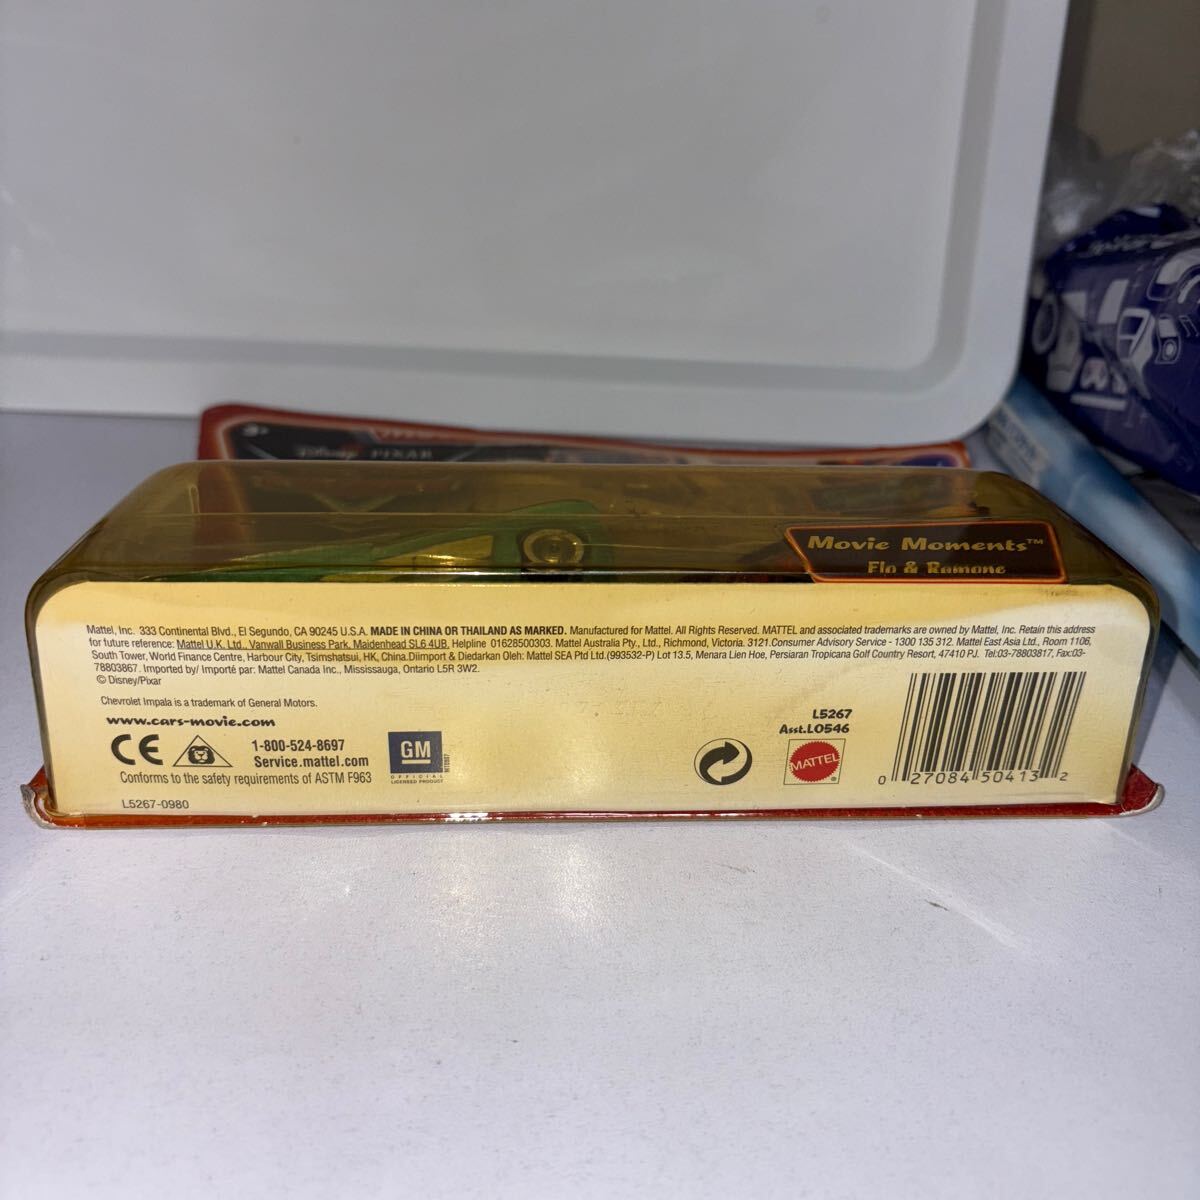 3+
Disney PIXAR
Movie Moments™
Flo & Ramone
Mattel, Inc. 333 Continental Blvd., El Segundo, CA 90245 U.S.A. MADE IN CHINA OR THAILAND AS MARKED. Manufactured for Mattel. All Rights Reserved. MATTEL and associated trademarks are owned by Mattel, Inc. Retain this address
for future reference: Mattel U.K. Ltd., Vanwall Business Park, Maidenhead SL6 4UB. Helpline 01628500303. Mattel Australia Pty., Ltd., Richmond, Victoria. 3121.Consumer Advisory Service - 1300 135 312. Mattel East Asia Ltd., Room 1106,
South Tower, World Finance Centre, Harbour City, Tsimshatsui, HK, China.Diimport & Diedarkan Oleh: Mattel SEA Ptd Ltd.(993532-P) Lot 13.5, Menara Lien Hoe, Persiaran Tropicana Golf Country Resort, 47410 PJ. Tel:03-78803817, Fax:03-
78803867. Imported by/ Importé par: Mattel Canada Inc., Mississauga, Ontario L5R 3W2.
© Disney/Pixar
Chevrolet Impala is a trademark of General Motors.
www.cars-movie.com
CE
1-800-524-8697
Service.mattel.com
Conforms to the safety requirements of ASTM F963
L5267-0980
GM
OFFICIAL
LICENSED PRODUCT
L5267
Asst.L0546
MATTEL
0 27084 50413 2